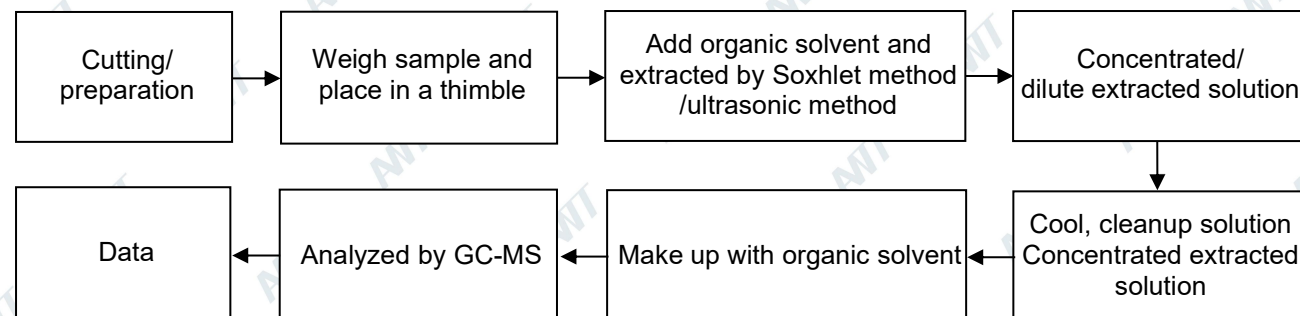 Cutting/
preparation
Weigh sample and
place in a thimble
Add organic solvent and
extracted by Soxhlet method
/ultrasonic method
Concentrated/
dilute extracted solution
Cool, cleanup solution
Concentrated extracted
solution
Make up with organic solvent
Analyzed by GC-MS
Data